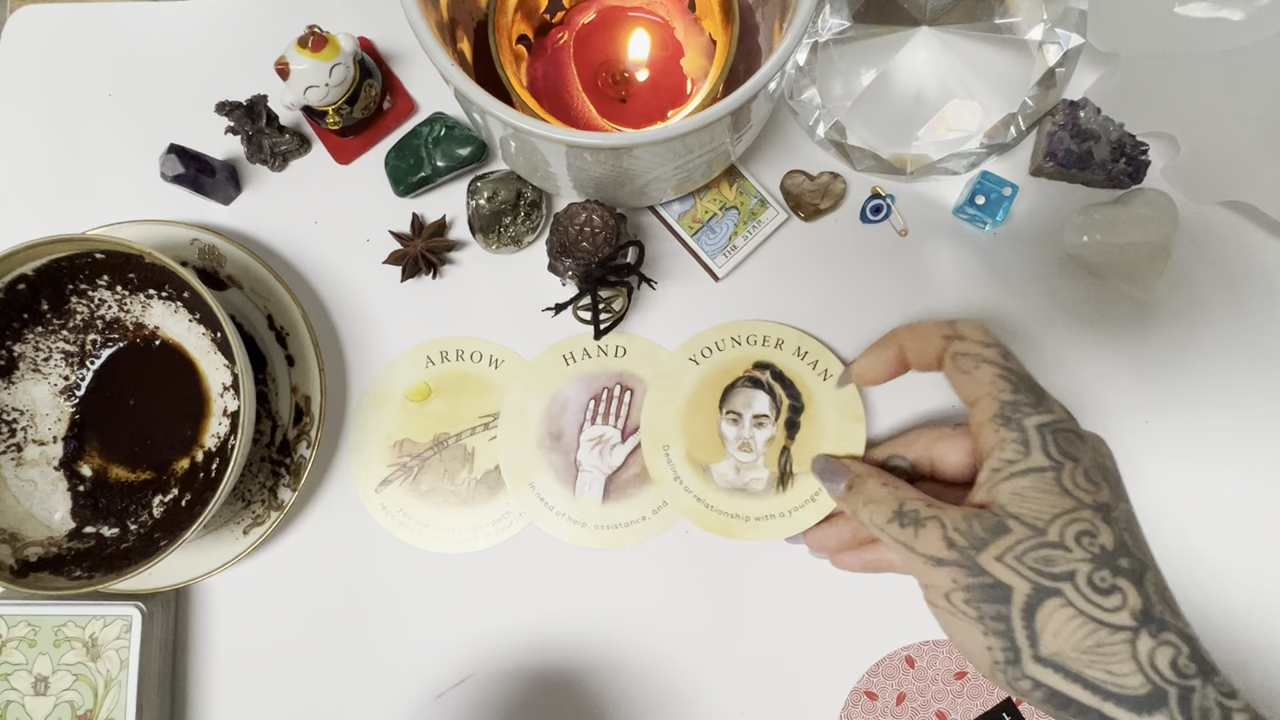 THE STAR.
ARROW
HAND
In need of help, assistance, and
YOUNGER MAN
Dealings or relationship with a younger